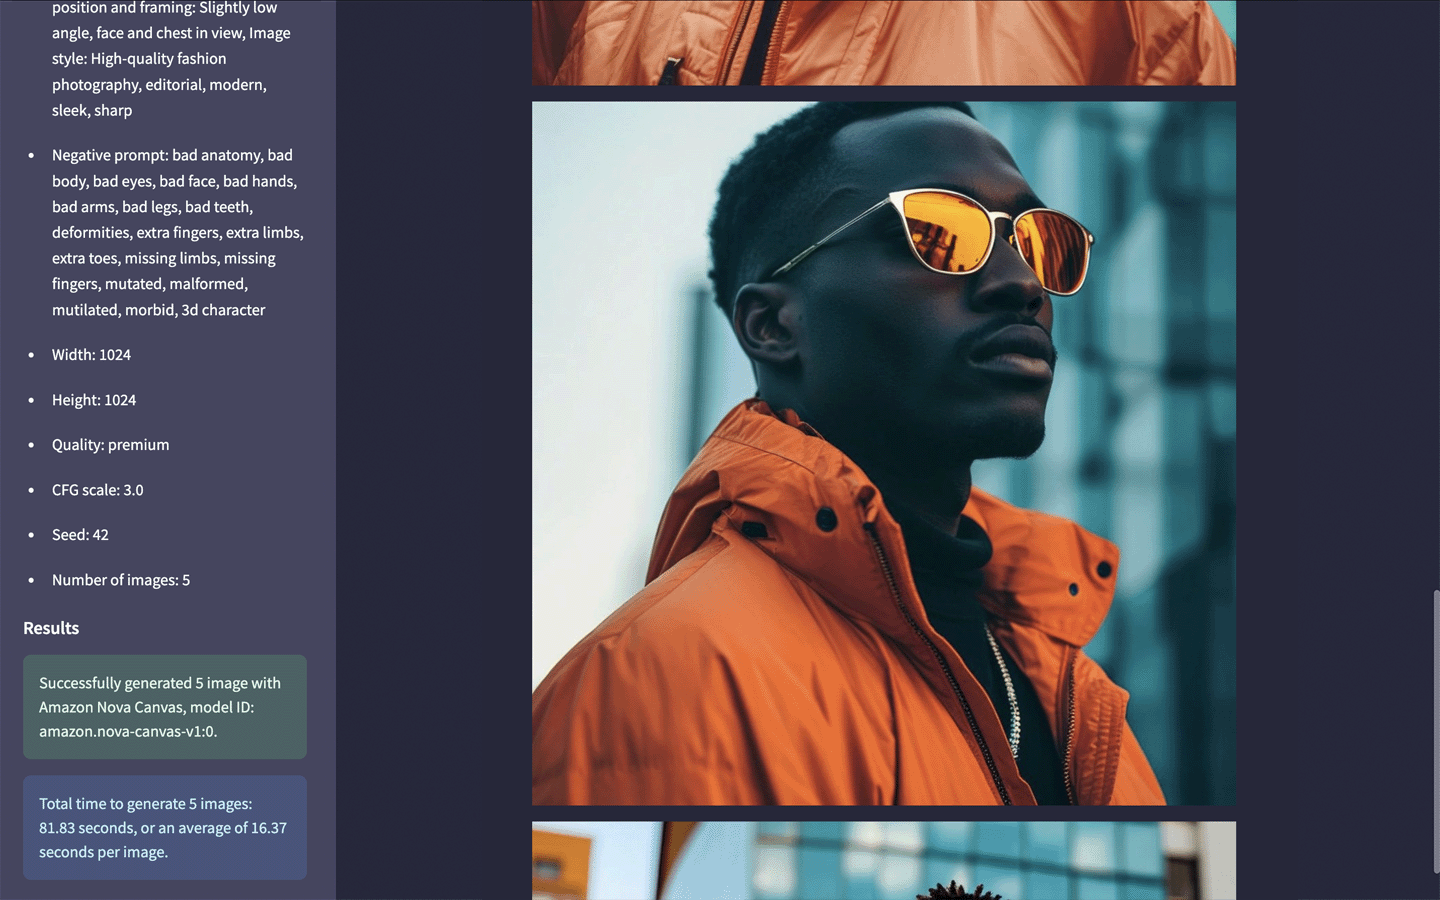 position and framing: Slightly low
angle, face and chest in view, Image
style: High-quality fashion
photography, editorial, modern,
sleek, sharp
Negative prompt: bad anatomy, bad
body, bad eyes, bad face, bad hands,
bad arms, bad legs, bad teeth,
deformities, extra fingers, extra limbs,
extra toes, missing limbs, missing
fingers, mutated, malformed,
mutilated, morbid, 3d character
Width: 1024
Height: 1024
Quality: premium
CFG scale: 3.0
Seed: 42
Number of images: 5
Results
Successfully generated 5 image with
Amazon Nova Canvas, model ID:
amazon.nova-canvas-v1:0.
Total time to generate 5 images:
81.83 seconds, or an average of 16.37
seconds per image.